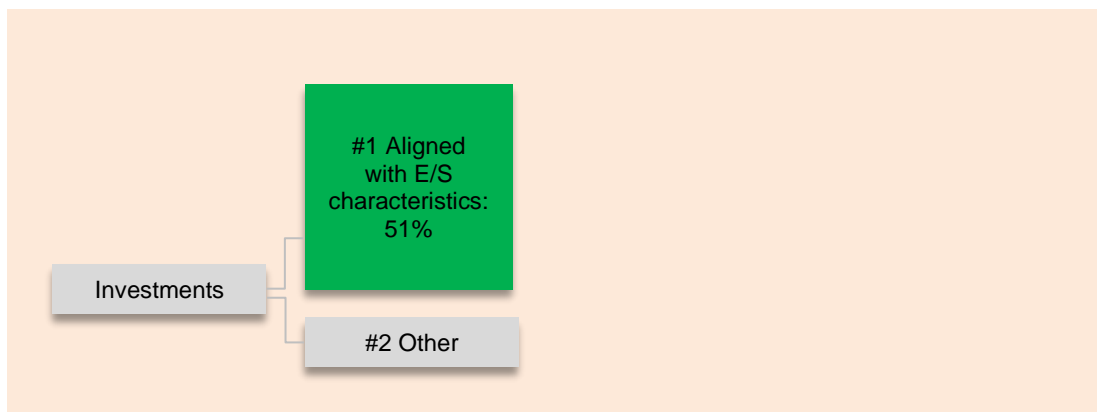 #1 Aligned
with E/S
characteristics:
51%
Investments
#2 Other